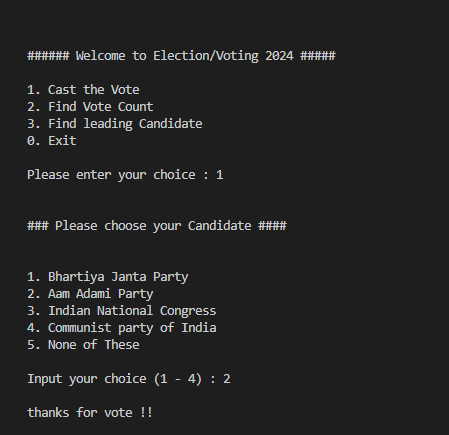 ###### Welcome to Election/Voting 2024 #####
1. Cast the Vote
2. Find Vote Count
3. Find leading Candidate
0. Exit
Please enter your choice : 1
### Please choose your Candidate ####
1. Bhartiya Janta Party
2. Aam Adami Party
3. Indian National Congress
4. Communist party of India
5. None of These
Input your choice (1 - 4) : 2
thanks for vote !!